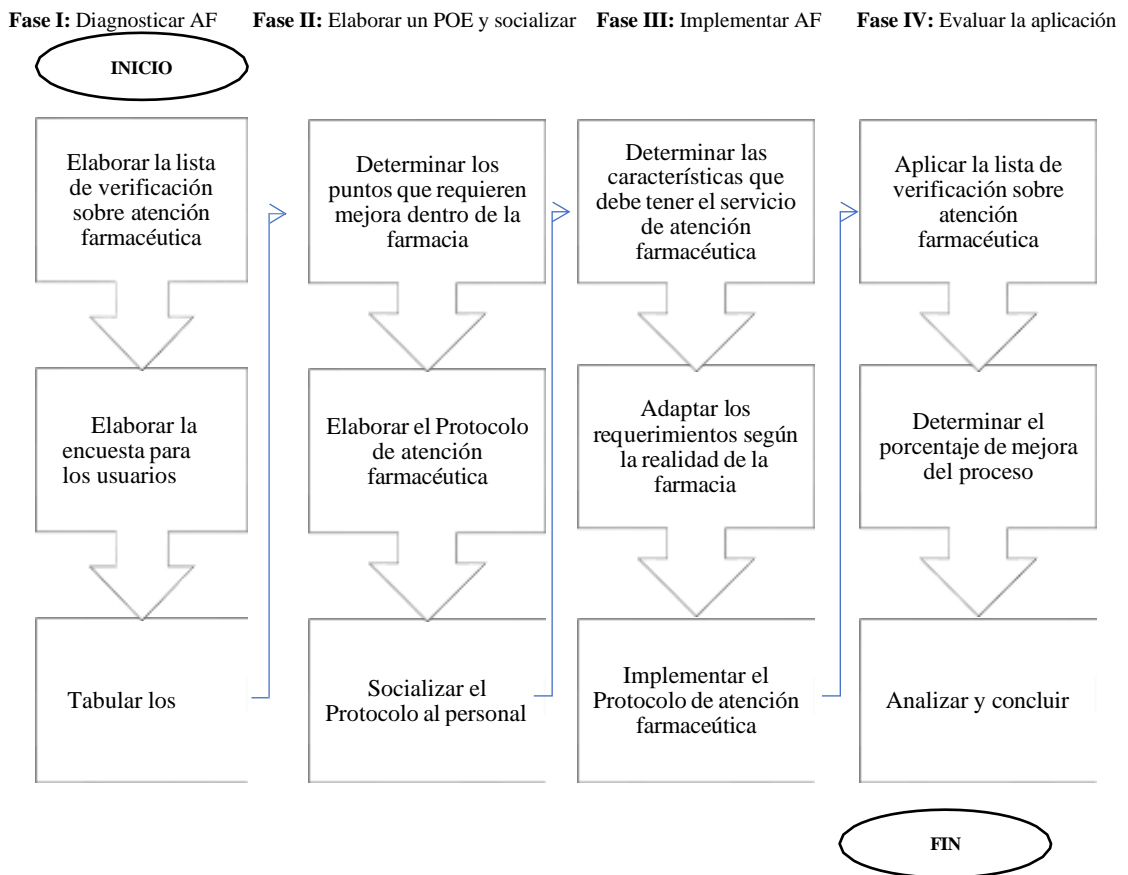 Fase I: Diagnosticar AF
Fase II: Elaborar un POE y socializar
Fase III: Implementar AF
Fase IV: Evaluar la aplicación
INICIO
Elaborar la lista
de verificación
sobre atención
farmacéutica
Elaborar la
encuesta para
los usuarios
Tabular los
Determinar los
puntos que requieren
mejora dentro de la
farmacia
Elaborar el Protocolo
de atención
farmacéutica
Socializar el
Protocolo al personal
Determinar las
características que
debe tener el servicio
de atención
farmacéutica
Adaptar los
requerimientos según
la realidad de la
farmacia
Implementar el
Protocolo de atención
farmaceútica
Aplicar la lista de
verificación sobre
atención
farmacéutica
Determinar el
porcentaje de mejora
del proceso
Analizar y concluir
FIN